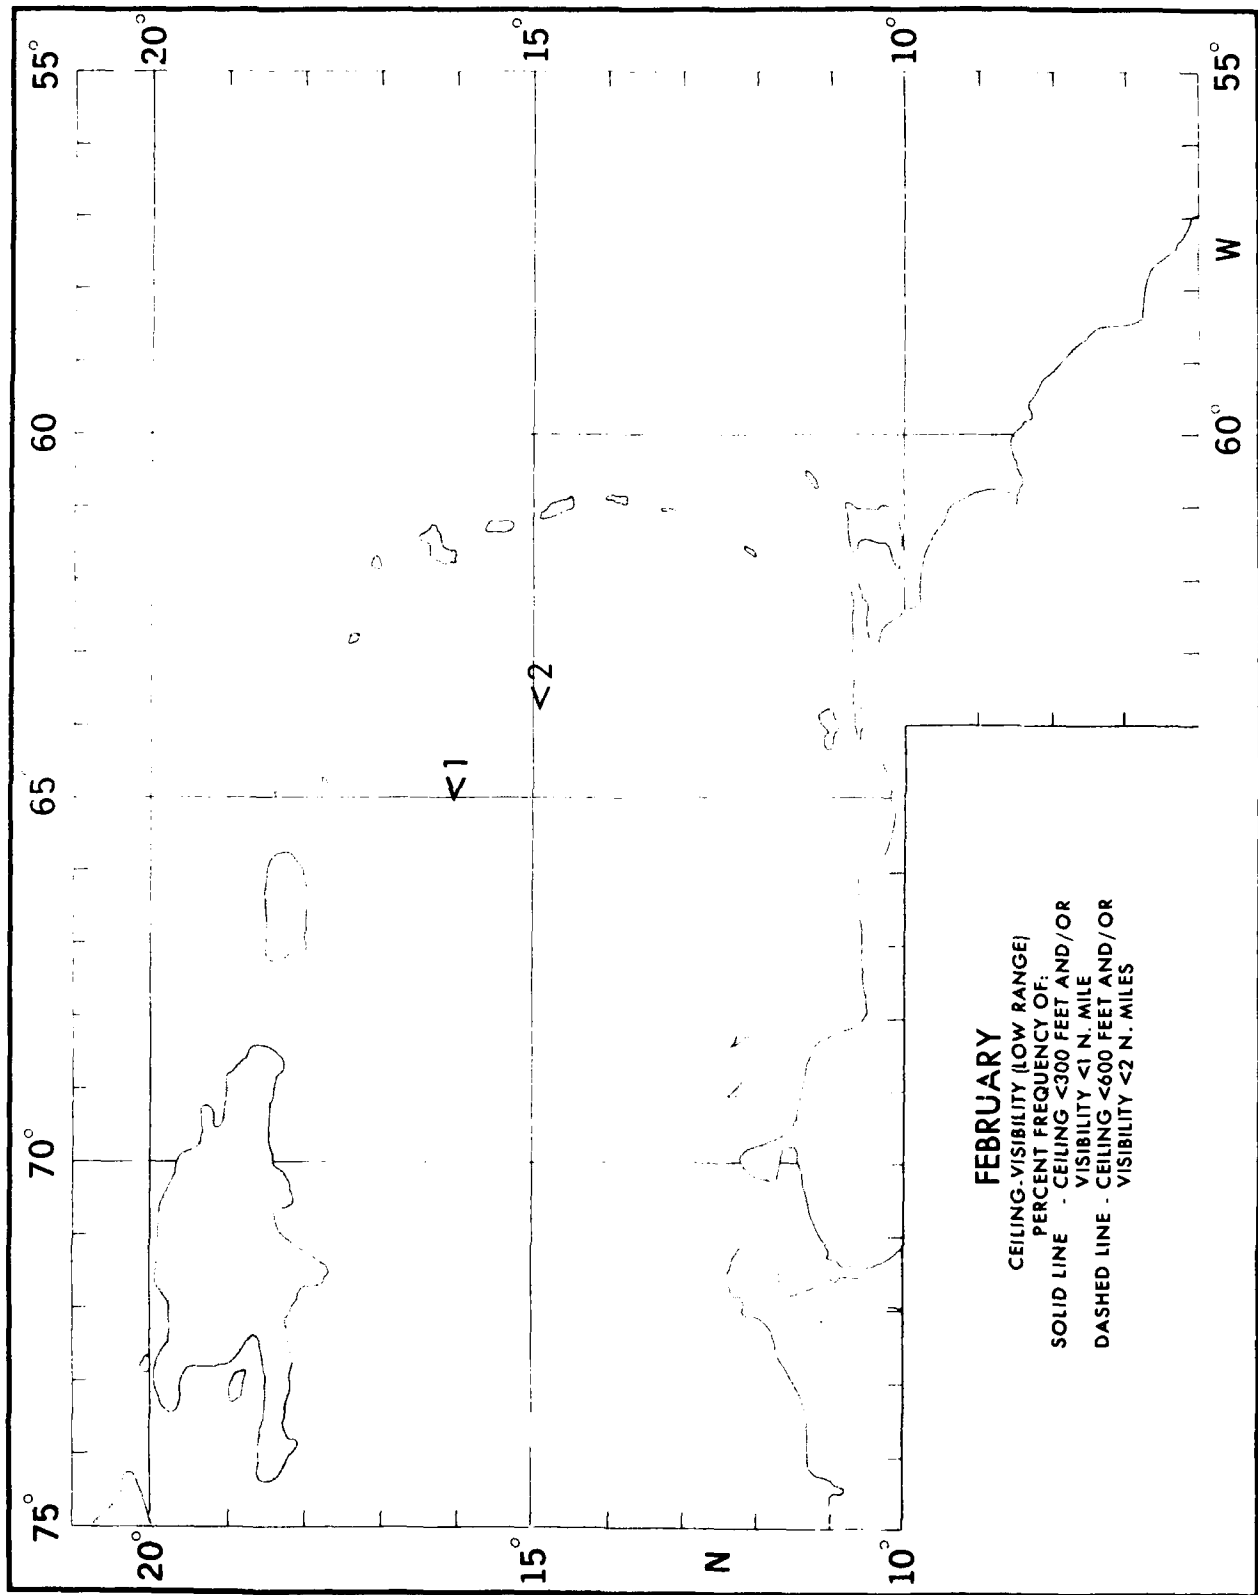 75°
70°
65
60
55°
20°
20°
<1
15°
<2
15°
N
10°
10°
60°
W
55°
FEBRUARY
CEILING-VISIBILITY (LOW RANGE)
PERCENT FREQUENCY OF:
SOLID LINE - CEILING <300 FEET AND/OR
VISIBILITY <1 N. MILE
DASHED LINE - CEILING <600 FEET AND/OR
VISIBILITY <2 N. MILES